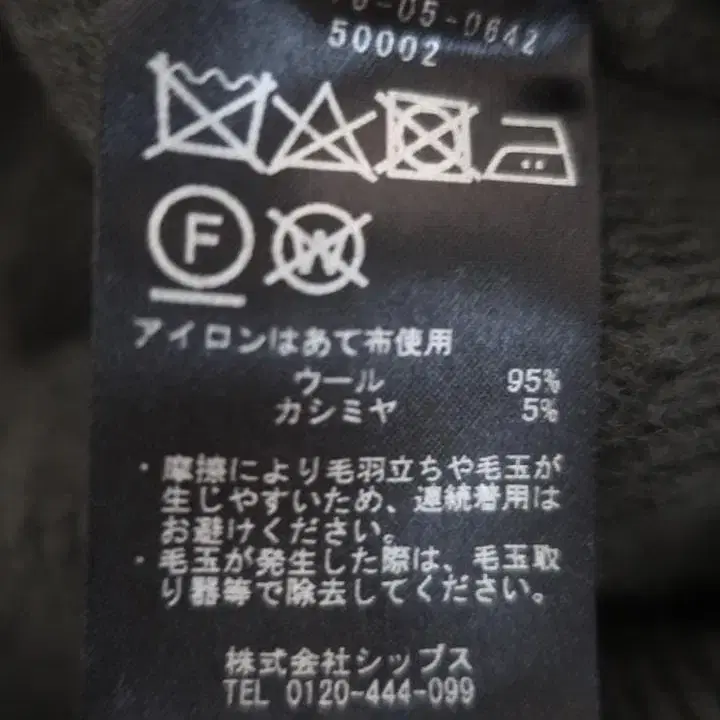 -05-0642
50002
F
W
アイロンはあて布使用
ウール 95%
カシミヤ 5%
・摩擦により毛羽立ちや毛玉が
生じやすいため、連続着用は
お避けください。
・毛玉が発生した際は、毛玉取
り器等で除去してください。
株式会社シップス
TEL 0120-444-099